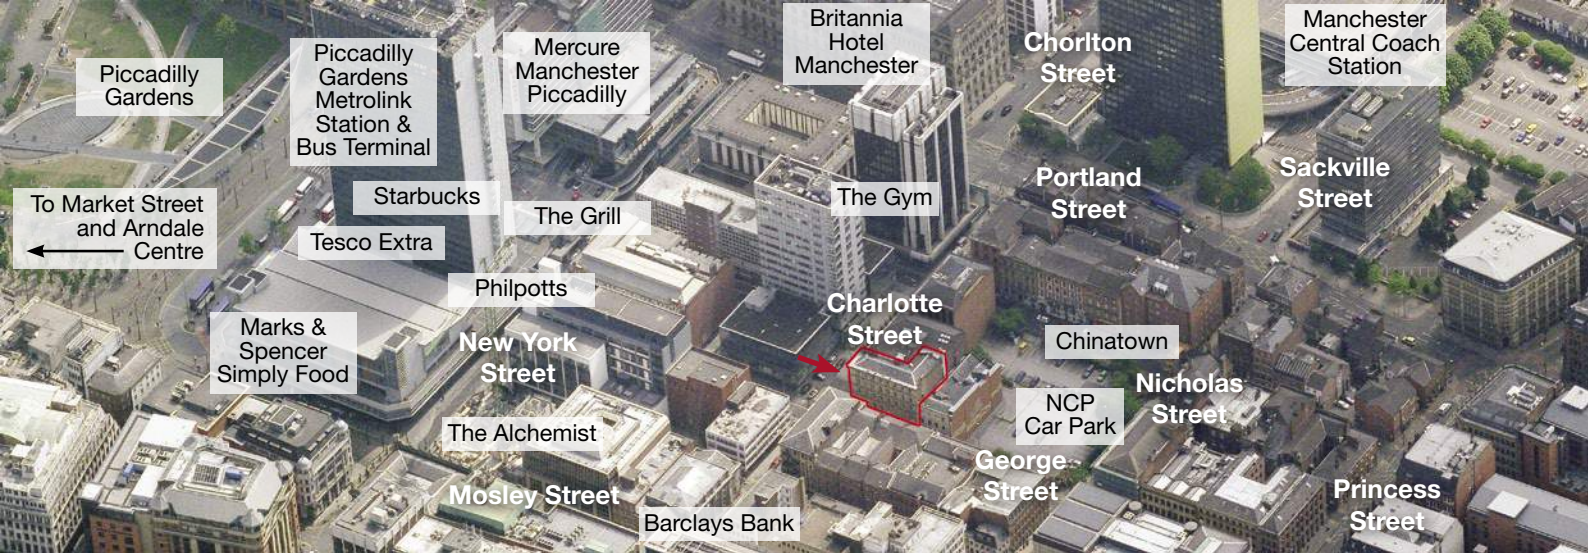 Piccadilly
Gardens
Piccadilly
Gardens
Metrolink
Station &
Bus Terminal
Mercure
Manchester
Piccadilly
Britannia
Hotel
Manchester
Chorlton
Street
Manchester
Central Coach
Station
To Market Street
and Arndale
Centre
Starbucks
The Grill
The Gym
Portland
Street
Sackville
Street
Tesco Extra
Philpotts
Charlotte
Street
Marks &
Spencer
Simply Food
New York
Street
Chinatown
Nicholas
Street
NCP
Car Park
The Alchemist
George
Street
Mosley Street
Barclays Bank
Princess
Street